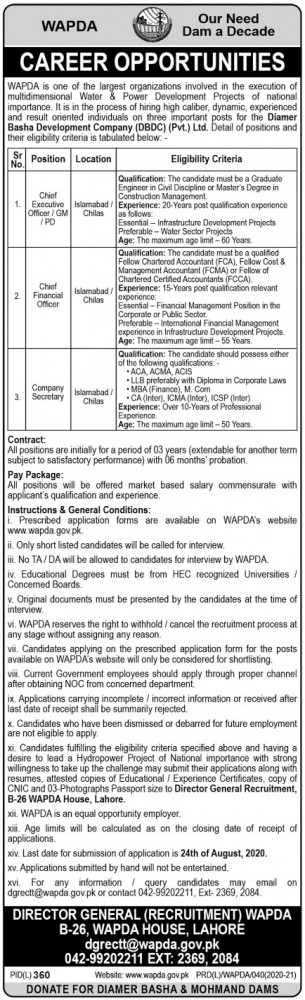 WAPDA
Our Need
Dam a Decade
CAREER OPPORTUNITIES
WAPDA is one of the largest organizations involved in the execution of
multidimensional Water & Power Development Projects of national
importance. It is in the process of hiring high caliber, dynamic, experienced
and result oriented individuals on three important posts for the Diamer
Basha Development Company (DBDC) (Pvt.) Ltd. Detail of positions and
their eligibility criteria is tabulated below: -
Sr No. Position Location Eligibility Criteria
1. Chief Executive Officer / GM / PD
Islamabad / Chilas
Qualification: The candidate must be a Graduate
Engineer in Civil Discipline or Master's Degree in
Construction Management.
Experience: 20-Years post qualification experience
as follows:
Essential – Infrastructure Development Projects
Preferable – Water Sector Projects
Age: The maximum age limit – 60 Years.
2. Chief Financial Officer
Islamabad / Chilas
Qualification: The candidate must be a qualified
Fellow Chartered Accountant (FCA), Fellow Cost &
Management Accountant (FCMA) or Fellow of
Chartered Certified Accountants (FCCA).
Experience: 15-Years post qualification relevant
experience:
Essential – Financial Management Position in the
Corporate or Public Sector.
Preferable – International Financial Management
experience in Infrastructure Development Projects.
Age: The maximum age limit – 55 Years.
3. Company Secretary
Islamabad / Chilas
Qualification: The candidate should possess either
of the following qualifications: -
• ACA, ACMA, ACIS
• LLB preferably with Diploma in Corporate Laws
• MBA (Finance), M. Com
• CA (Inter), ICMA (Inter), ICSP (Inter)
Experience: Over 10-Years of Professional
Experience.
Age: The maximum age limit – 50 Years.
Contract:
All positions are initially for a period of 03 years (extendable for another term
subject to satisfactory performance) with 06 months' probation.
Pay Package:
All positions will be offered market based salary commensurate with
applicant's qualification and experience.
Instructions & General Conditions:
i. Prescribed application forms are available on WAPDA's website
www.wapda.gov.pk.
ii. Only short listed candidates will be called for interview.
iii. No TA / DA will be allowed to candidates for interview by WAPDA.
iv. Educational Degrees must be from HEC recognized Universities /
Concerned Boards.
v. Original documents must be presented by the candidates at the time of
interview.
vi. WAPDA reserves the right to withhold / cancel the recruitment process at
any stage without assigning any reason.
vii. Candidates applying on the prescribed application form for the posts
available on WAPDA's website will only be considered for shortlisting.
viii. Current Government employees should apply through proper channel
after obtaining NOC from concerned department.
ix. Applications carrying incomplete / incorrect information or received after
last date of receipt shall be summarily rejected.
x. Candidates who have been dismissed or debarred for future employment
are not eligible to apply.
xi. Candidates fulfilling the eligibility criteria specified above and having a
desire to lead a Hydropower Project of National importance with strong
willingness to take up the challenge may submit their applications along with
resumes, attested copies of Educational / Experience Certificates, copy of
CNIC and 03-Photographs Passport size to Director General Recruitment,
B-26 WAPDA House, Lahore.
xii. WAPDA is an equal opportunity employer.
xiii. Age limits will be calculated as on the closing date of receipt of
applications.
xiv. Last date for submission of application is 24th of August, 2020.
xv. Applications submitted by hand will not be entertained.
xvi. For any information / query candidates may email on
dgrectt@wapda.gov.pk or contact 042-99202211, Ext- 2369, 2084.
DIRECTOR GENERAL (RECRUITMENT) WAPDA
B-26, WAPDA HOUSE, LAHORE
dgrectt@wapda.gov.pk
042-99202211 EXT: 2369, 2084
PID(L) 360 Website: www.wapda.gov.pk PRD(L)/WAPDA/040(2020-21)
DONATE FOR DIAMER BASHA & MOHMAND DAMS